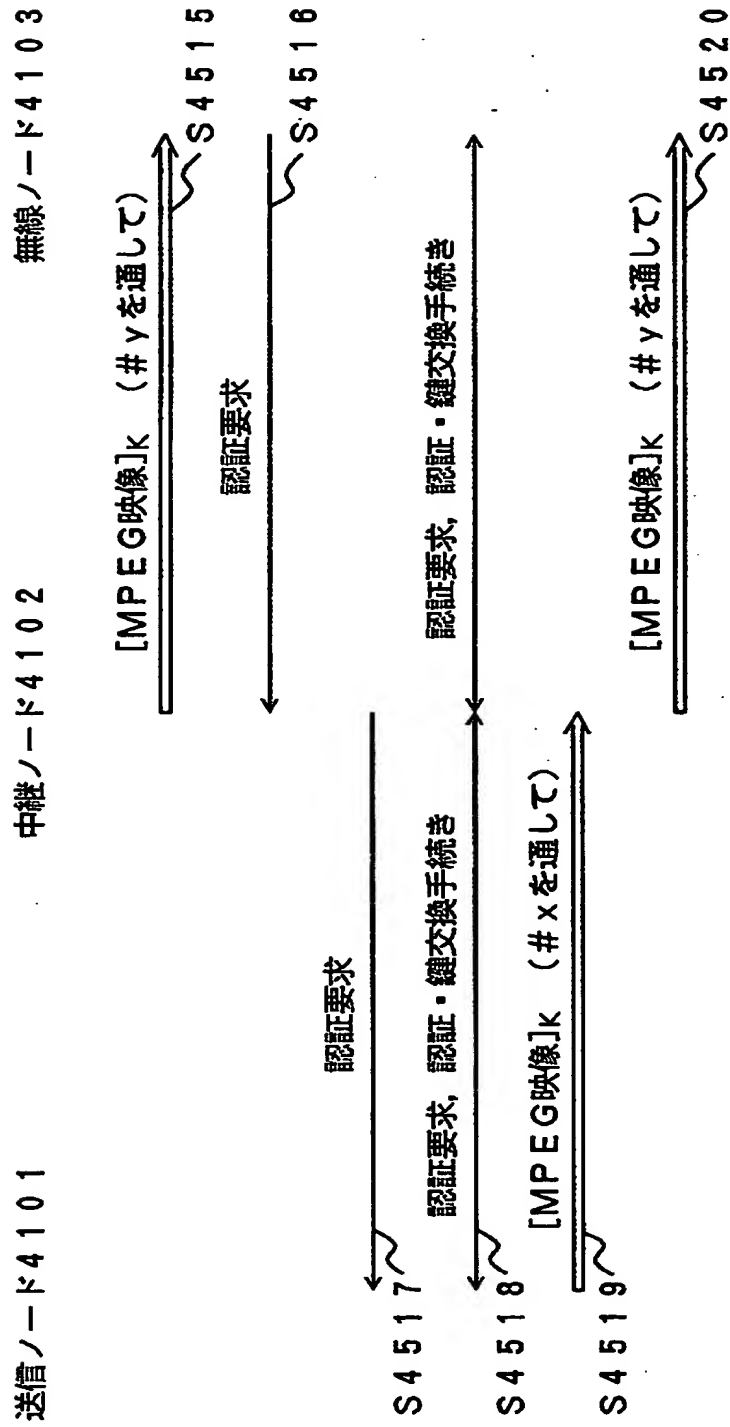 送信ノード4101
中継ノード4102
無線ノード4103
[MPEG映像]K (#yを通して)
S4515
認証要求
S4516
認証要求
S4517
認証要求, 認証・鍵交換手続き
認証要求, 認証・鍵交換手続き
S4518
[MPEG映像]K (#xを通して)
S4519
[MPEG映像]K (#yを通して)
S4520